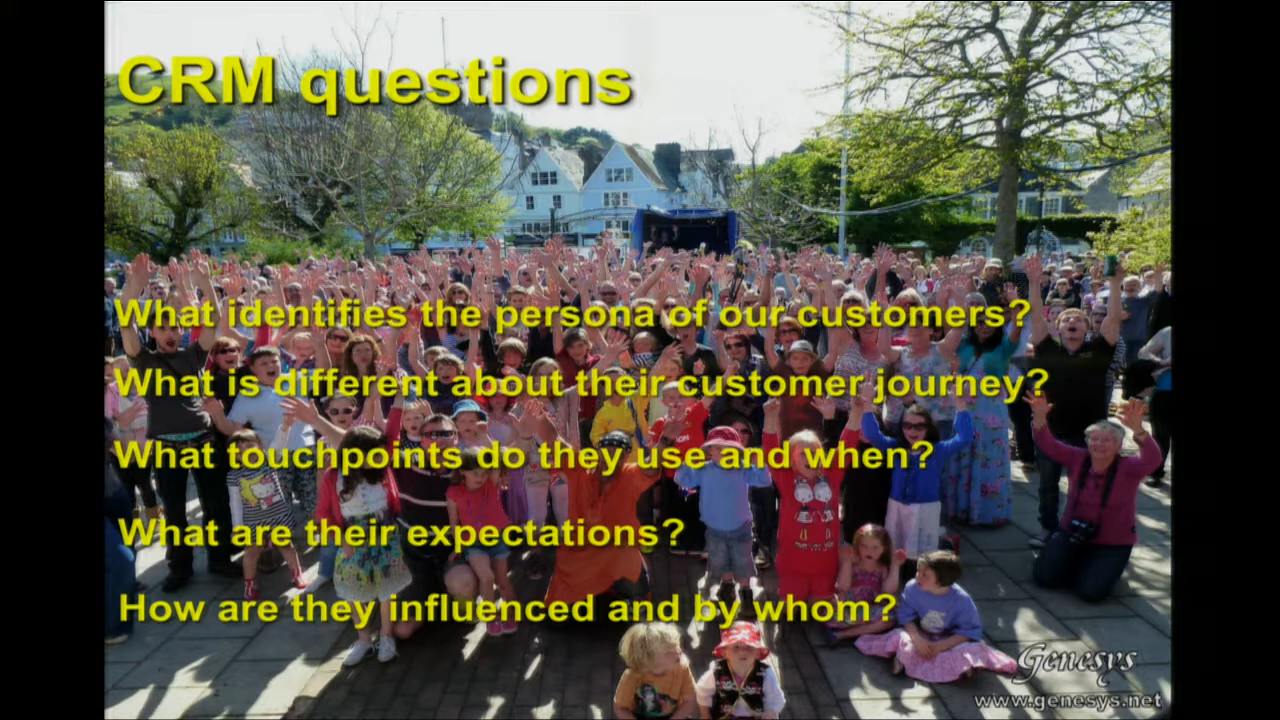 CRM questions
What identifies the persona of our customers?
What is different about their customer journey?
What touchpoints do they use and when?
What are their expectations?
How are they influenced and by whom?
Genesys
www.genesys.net